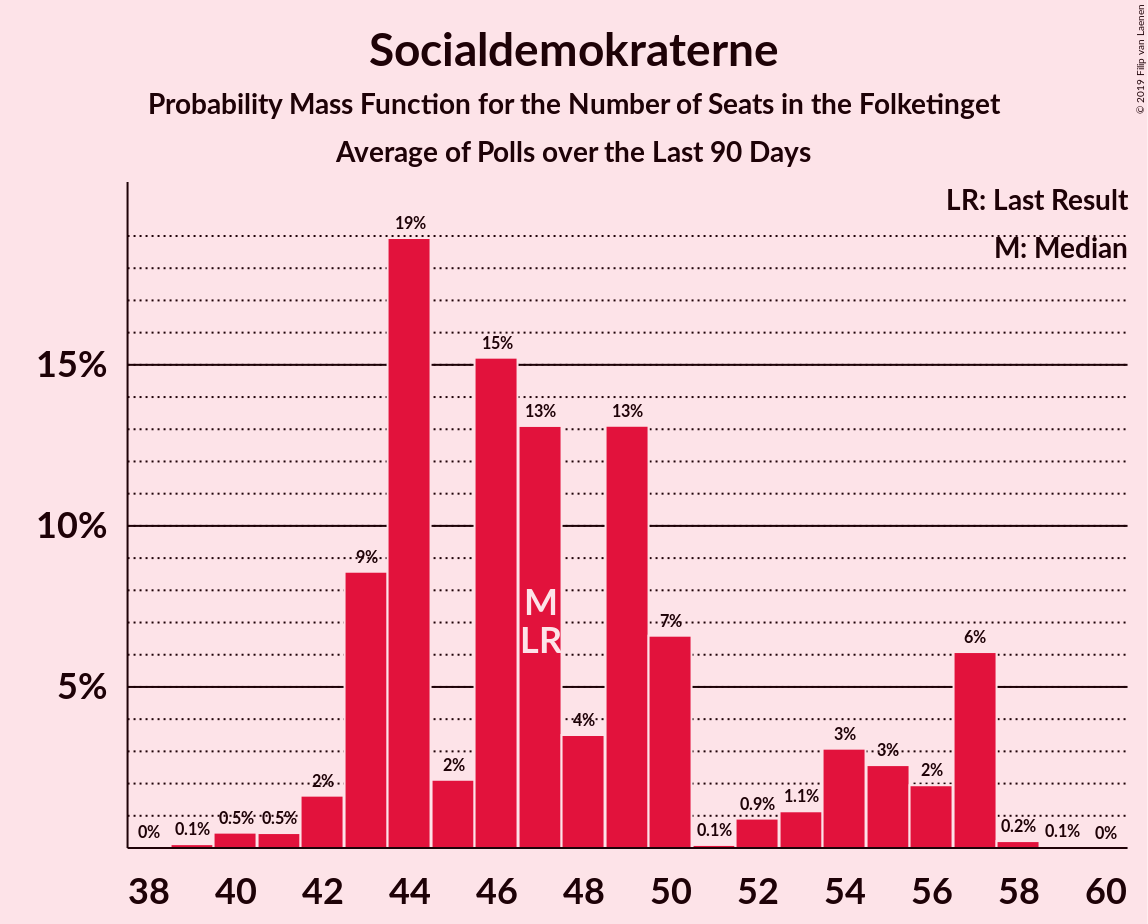 Socialdemokraterne
Probability Mass Function for the Number of Seats in the Folketinget
Average of Polls over the Last 90 Days
© 2019 Filip van Laenen
LR: Last Result
M: Median
15%
10%
5%
0%
0.1%
0.5%
0.5%
2%
9%
19%
2%
15%
13%
4%
13%
7%
0.1%
0.9%
1.1%
3%
3%
2%
6%
0.2%
0.1%
0%
M
LR
38 40 42 44 46 48 50 52 54 56 58 60